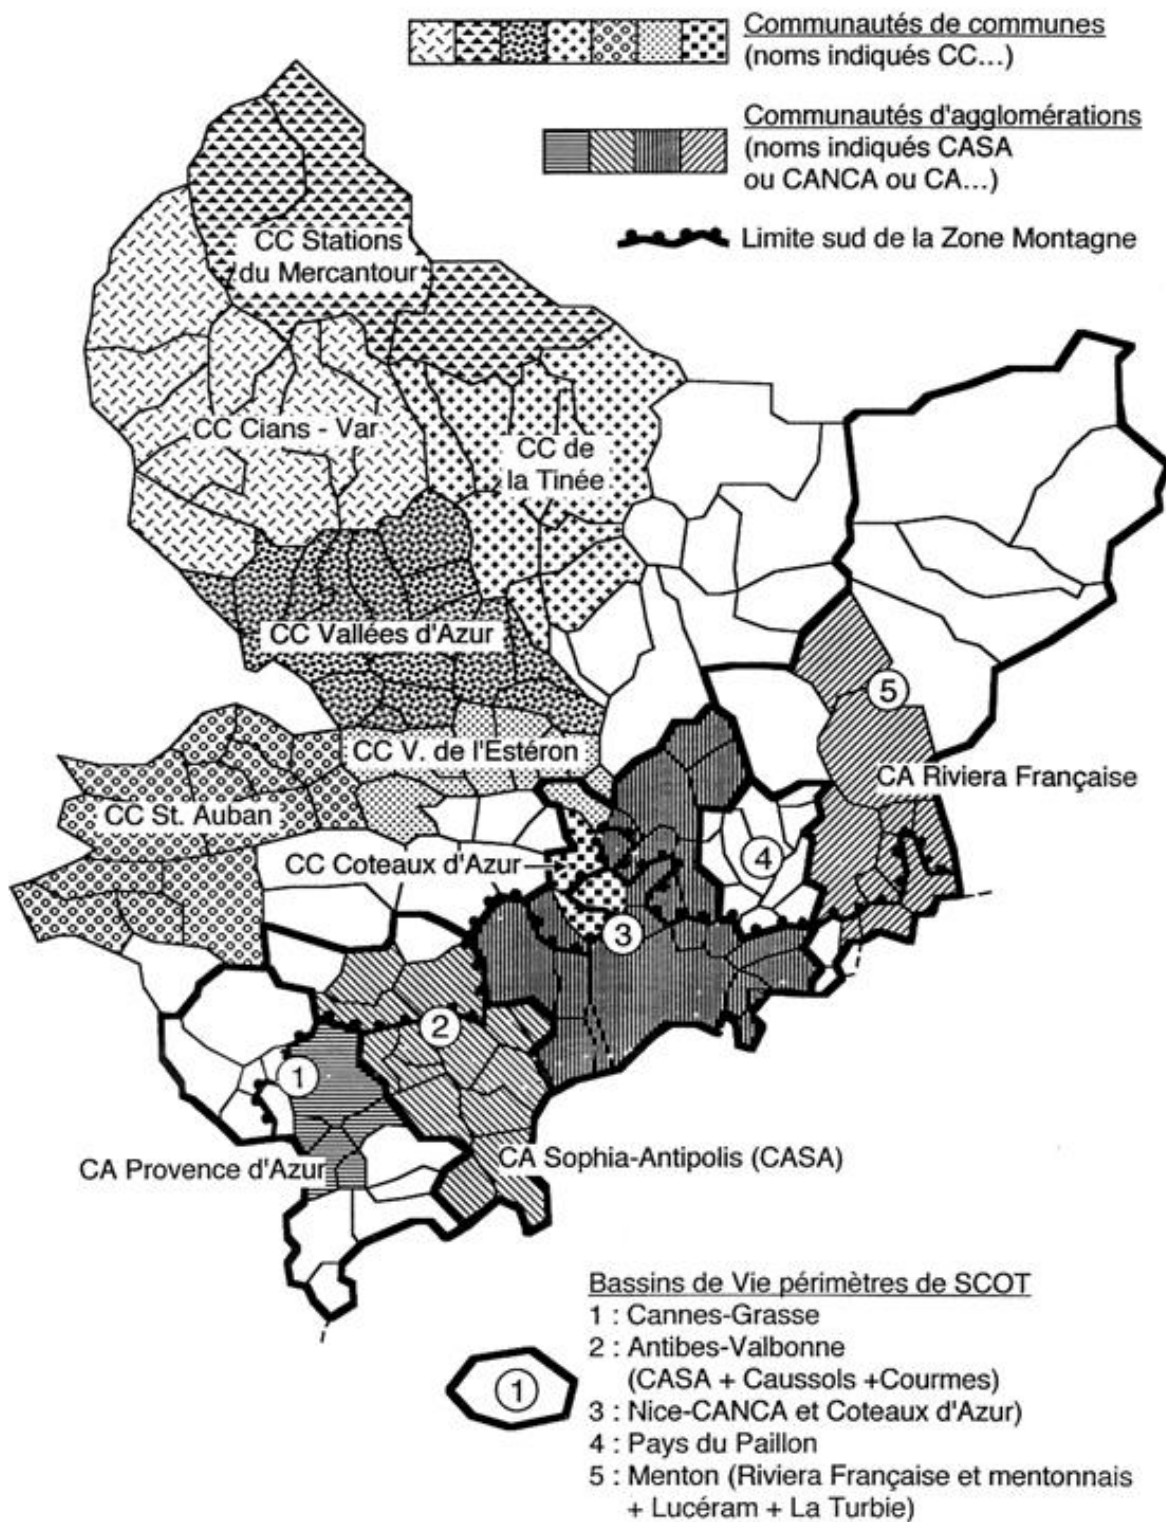 Communautés de communes
(noms indiqués CC...)
Communautés d'agglomérations
(noms indiqués CASA
ou CANCA ou CA...)
Limite sud de la Zone Montagne
CC Stations
du Mercantour
CC Cians - Var
CC de
la Tinée
CC Vallées d'Azur
5
CC V. de l'Estéron
CA Riviera Française
CC St. Auban
CC Coteaux d'Azur
4
3
2
1
CA Provence d'Azur
CA Sophia-Antipolis (CASA)
Bassins de Vie périmètres de SCOT
1 : Cannes-Grasse
2 : Antibes-Valbonne
(CASA + Caussols +Courmes)
1
3 : Nice-CANCA et Coteaux d'Azur)
4 : Pays du Paillon
5 : Menton (Riviera Française et mentonnais
+ Lucéram + La Turbie)